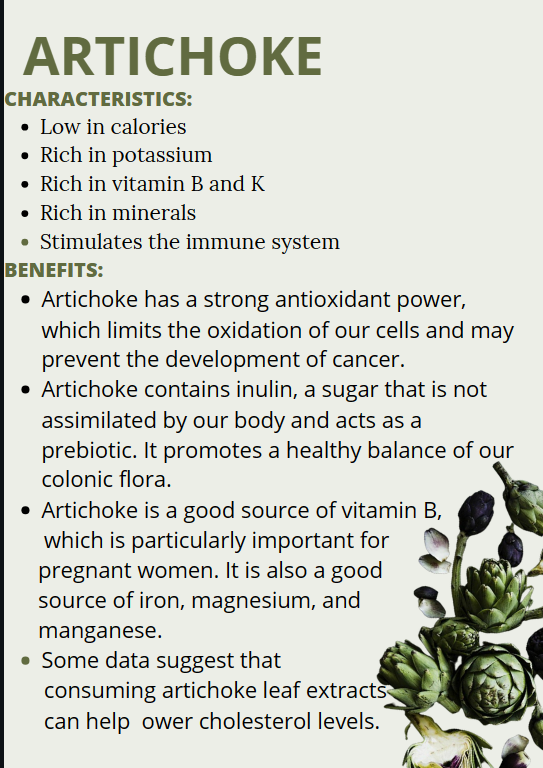 ARTICHOKE
CHARACTERISTICS:
• Low in calories
• Rich in potassium
• Rich in vitamin B and K
• Rich in minerals
• Stimulates the immune system
BENEFITS:
• Artichoke has a strong antioxidant power,
which limits the oxidation of our cells and may
prevent the development of cancer.
• Artichoke contains inulin, a sugar that is not
assimilated by our body and acts as a
prebiotic. It promotes a healthy balance of our
colonic flora.
• Artichoke is a good source of vitamin B,
which is particularly important for
pregnant women. It is also a good
source of iron, magnesium, and
manganese.
• Some data suggest that
consuming artichoke leaf extracts
can help ower cholesterol levels.